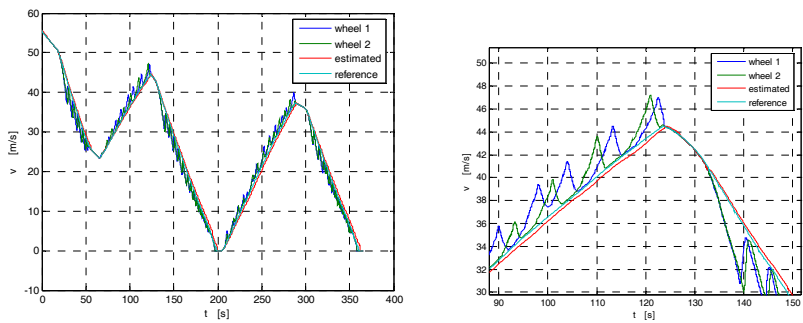 60
50
40
30
20
10
0
-10
v [m/s]
0 50 100 150 200 250 300 350 400
t [s]
wheel 1
wheel 2
estimated
reference
50
48
46
44
42
40
38
36
34
32
30
v [m/s]
90 100 110 120 130 140 150
t [s]
wheel 1
wheel 2
estimated
reference